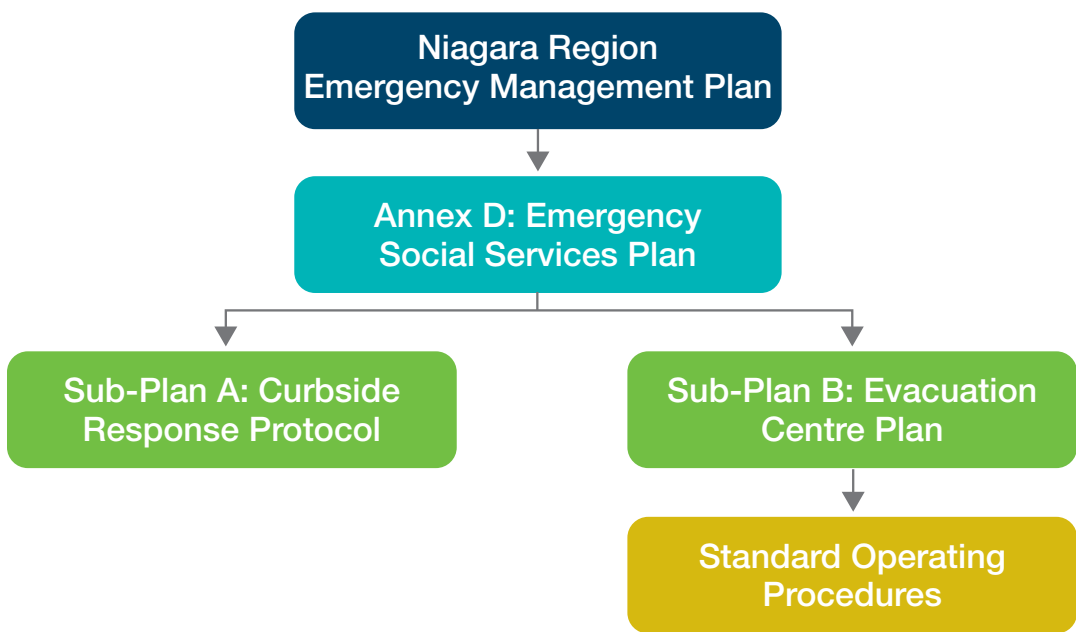 Niagara Region
Emergency Management Plan
Annex D: Emergency
Social Services Plan
Sub-Plan A: Curbside
Response Protocol
Sub-Plan B: Evacuation
Centre Plan
Standard Operating
Procedures